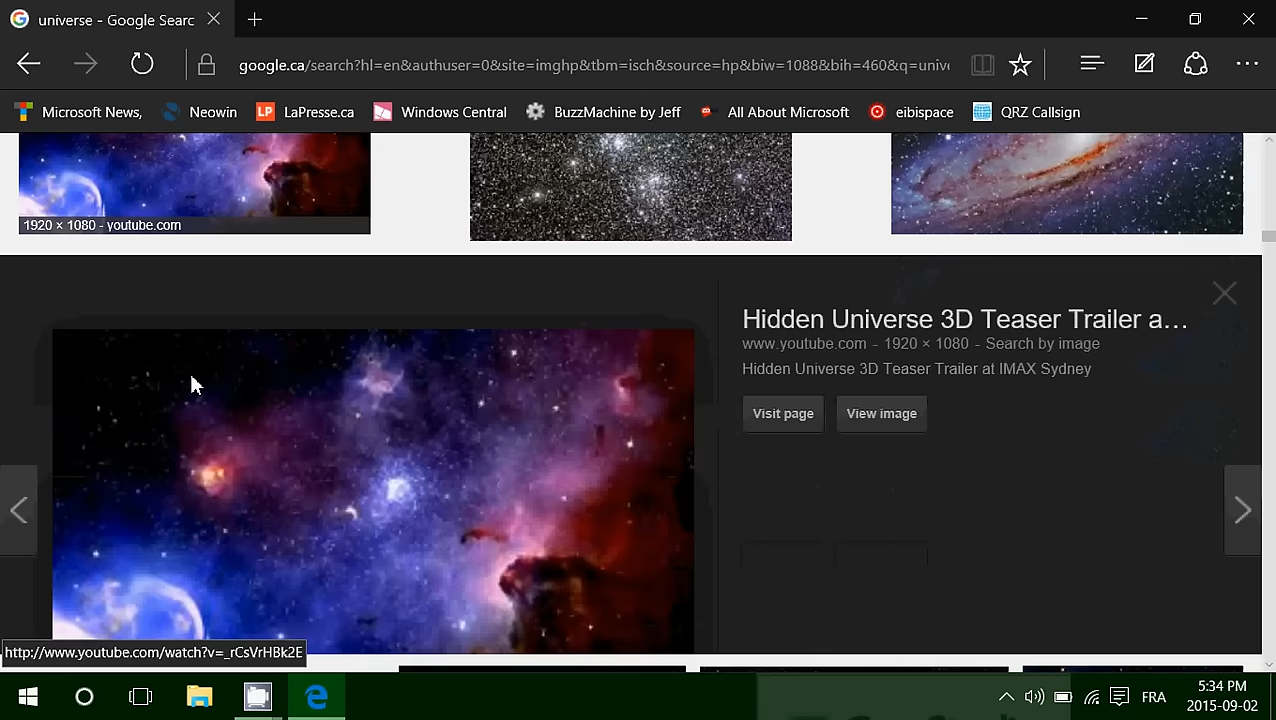 universe - Google Searc
google.ca/search?hl=en&authuser=0&site=imghp&tbm=isch&source=hp&biw=1088&bih=460&q=unive
Microsoft News,
Neowin
LP LaPresse.ca
Windows Central
BuzzMachine by Jeff
All About Microsoft
eibispace
QRZ Callsign
1920 × 1080 - youtube.com
Hidden Universe 3D Teaser Trailer a...
www.youtube.com - 1920 × 1080 - Search by image
Hidden Universe 3D Teaser Trailer at IMAX Sydney
Visit page
View image
http://www.youtube.com/watch?v=_rCsVrHBk2E
FRA
5:34 PM
2015-09-02